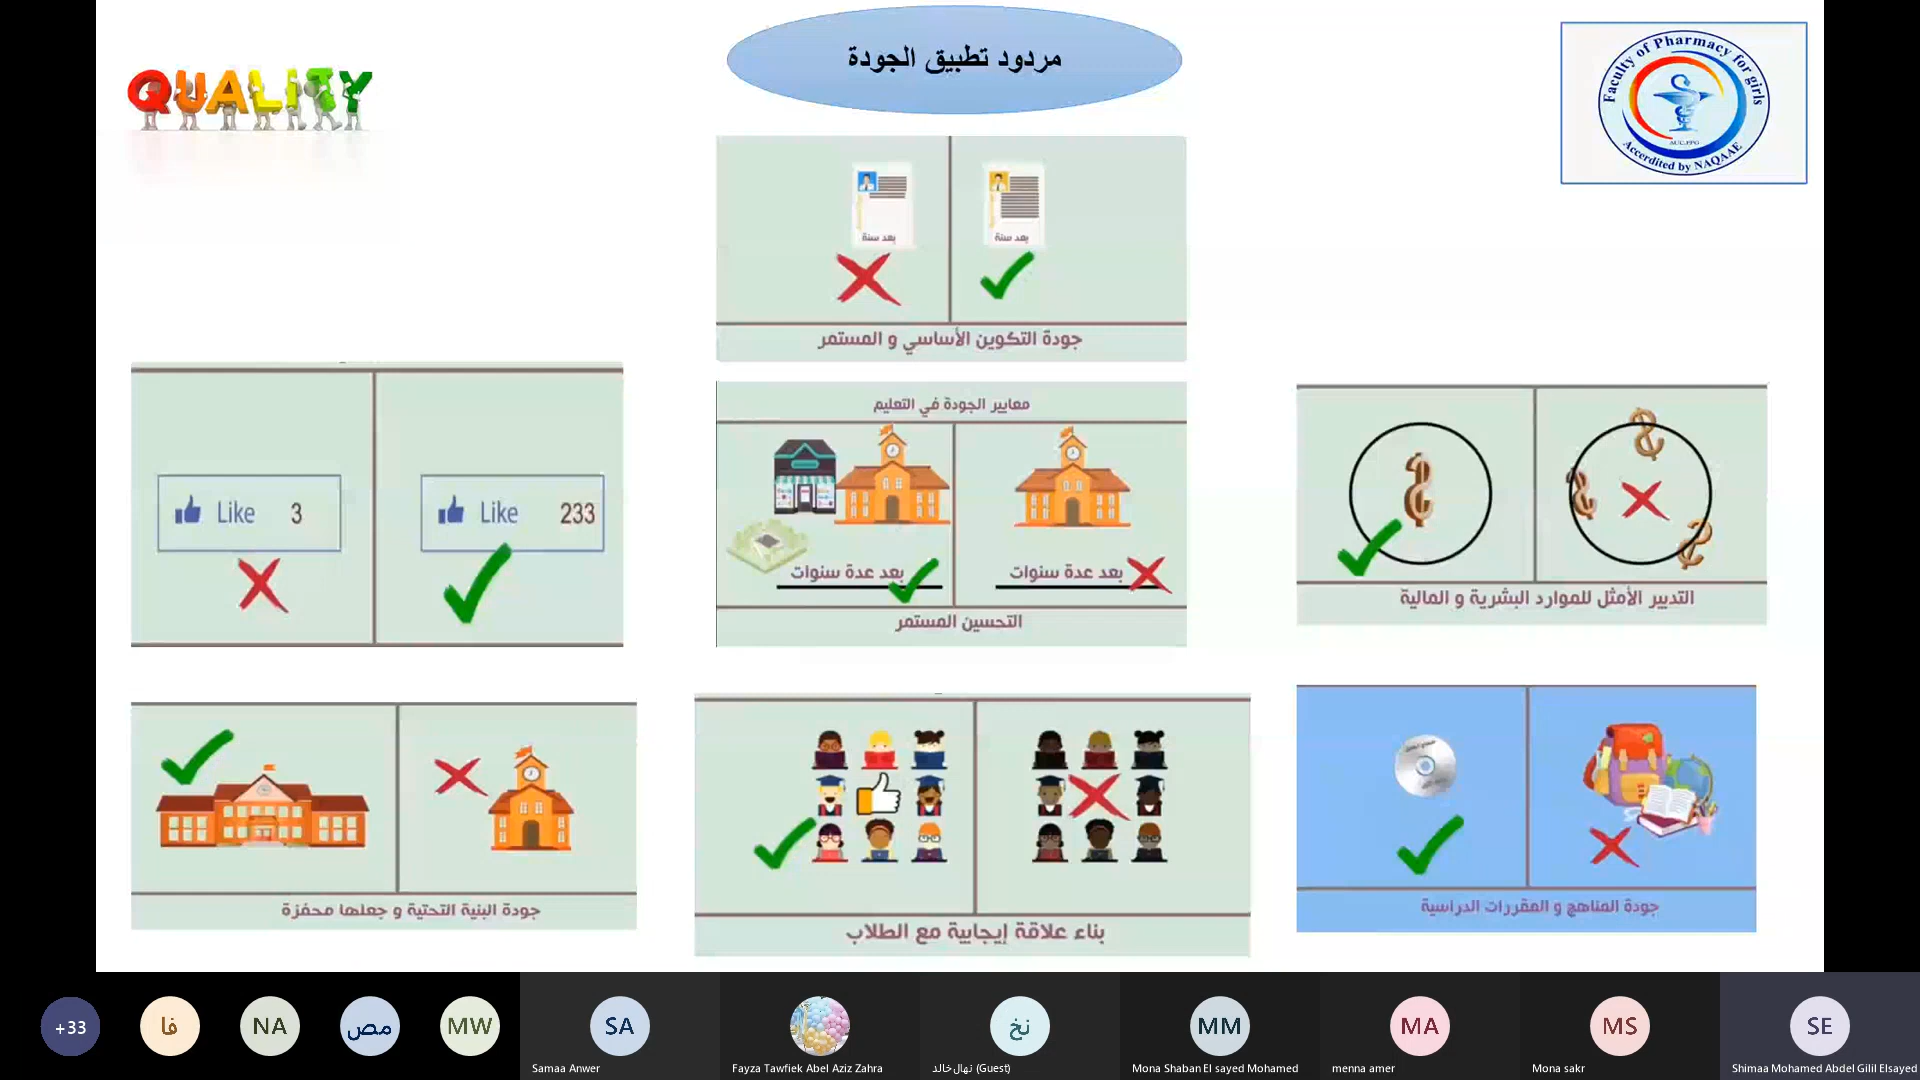 QUALITY
مردود تطبيق الجودة
Faculty of Pharmacy for girls
Accerdited by NAQAAE
بعد سنة
بعد سنة
جودة التكوين الأساسي و المستمر
Like 3
Like 233
معايير الجودة في التعليم
بعد عدة سنوات
بعد عدة سنوات
التحسين المستمر
التدبير الأمثل للموارد البشرية و المالية
جودة البنية التحتية و جعلها محفزة
بناء علاقة إيجابية مع الطلاب
جودة المناهج و المقررات الدراسية
+33
فا
NA
مص
MW
SA
Samaa Anwer
Fayza Tawfiek Abel Aziz Zahra
نخ
نهال خالد (Guest)
MM
Mona Shaban El sayed Mohamed
MA
menna amer
MS
Mona sakr
SE
Shimaa Mohamed Abdel Gilil Elsayed